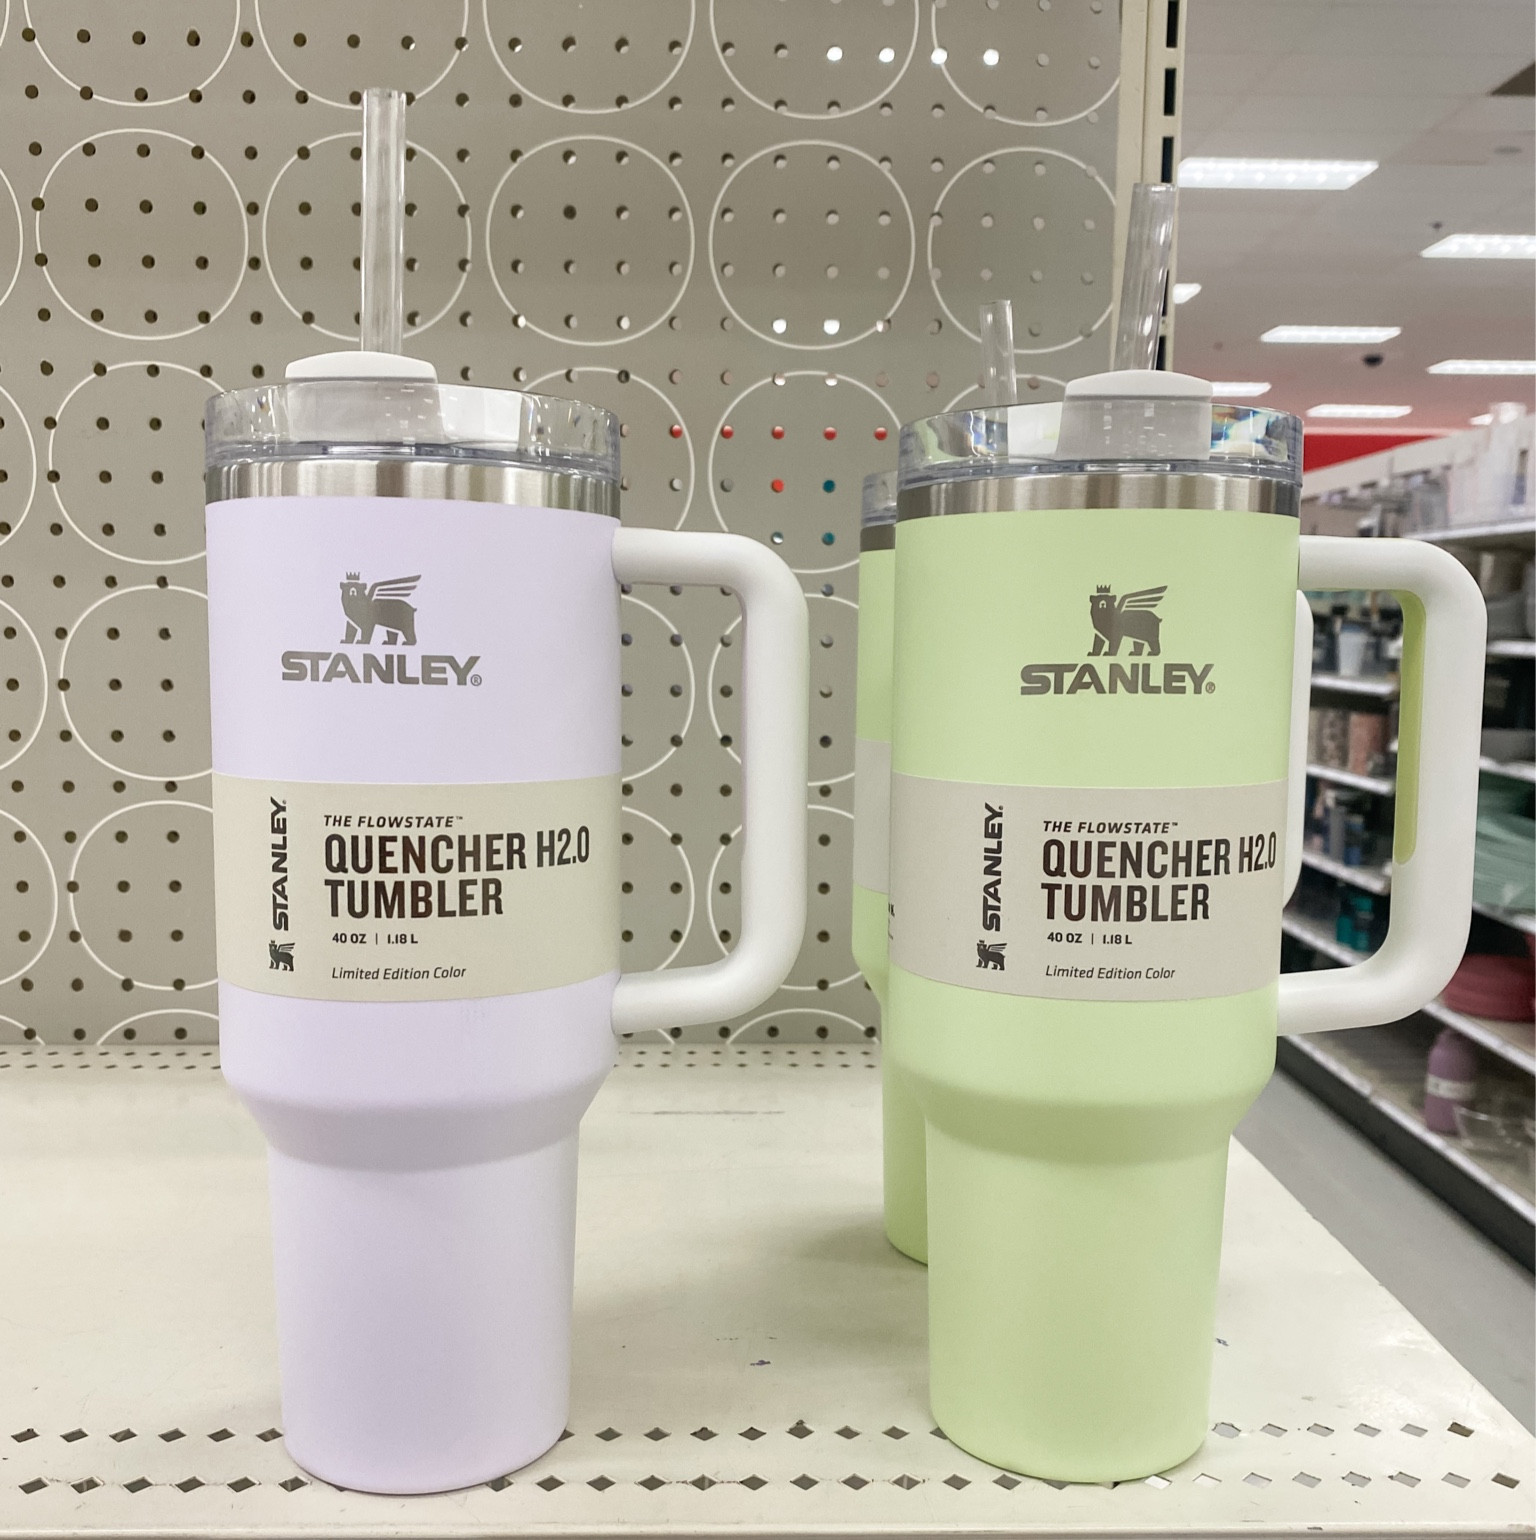 STANLEY®
STANLEY®
THE FLOWSTATE™
QUENCHER H2.0
TUMBLER
40 OZ | 1.18 L
Limited Edition Color
STANLEY®
STANLEY®
THE FLOWSTATE™
QUENCHER H2.0
TUMBLER
40 OZ | 1.18 L
Limited Edition Color